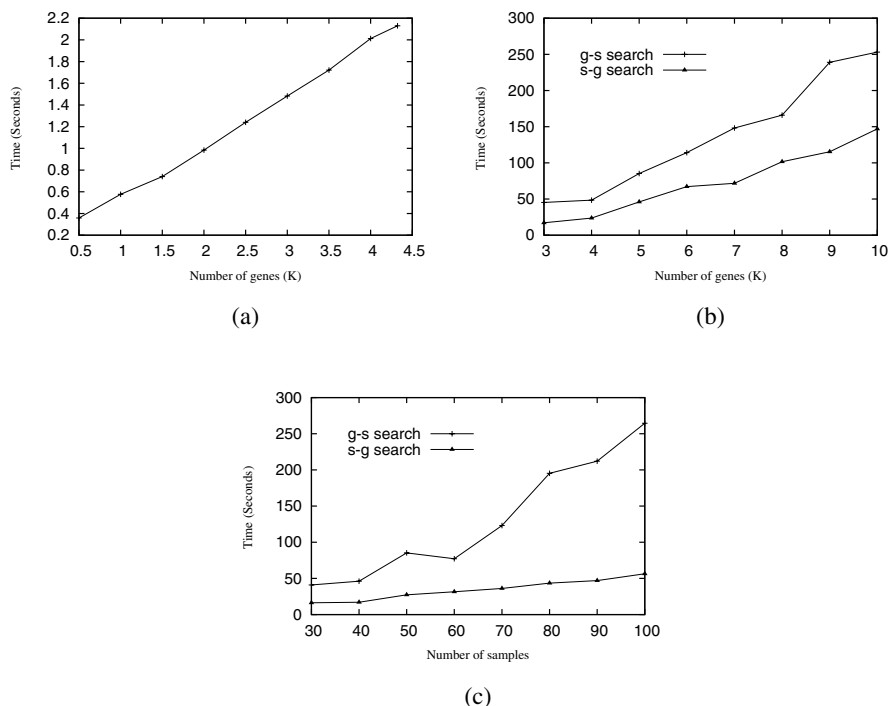 2.2
2
1.8
1.6
1.4
1.2
1
0.8
0.6
0.4
0.2
Time (Seconds)
0.5 1 1.5 2 2.5 3 3.5 4 4.5
Number of genes (K)
(a)
300
250
200
150
100
50
0
Time (Seconds)
g-s search
s-g search
3 4 5 6 7 8 9 10
Number of genes (K)
(b)
300
250
200
150
100
50
0
Time (Seconds)
g-s search
s-g search
30 40 50 60 70 80 90 100
Number of samples
(c)